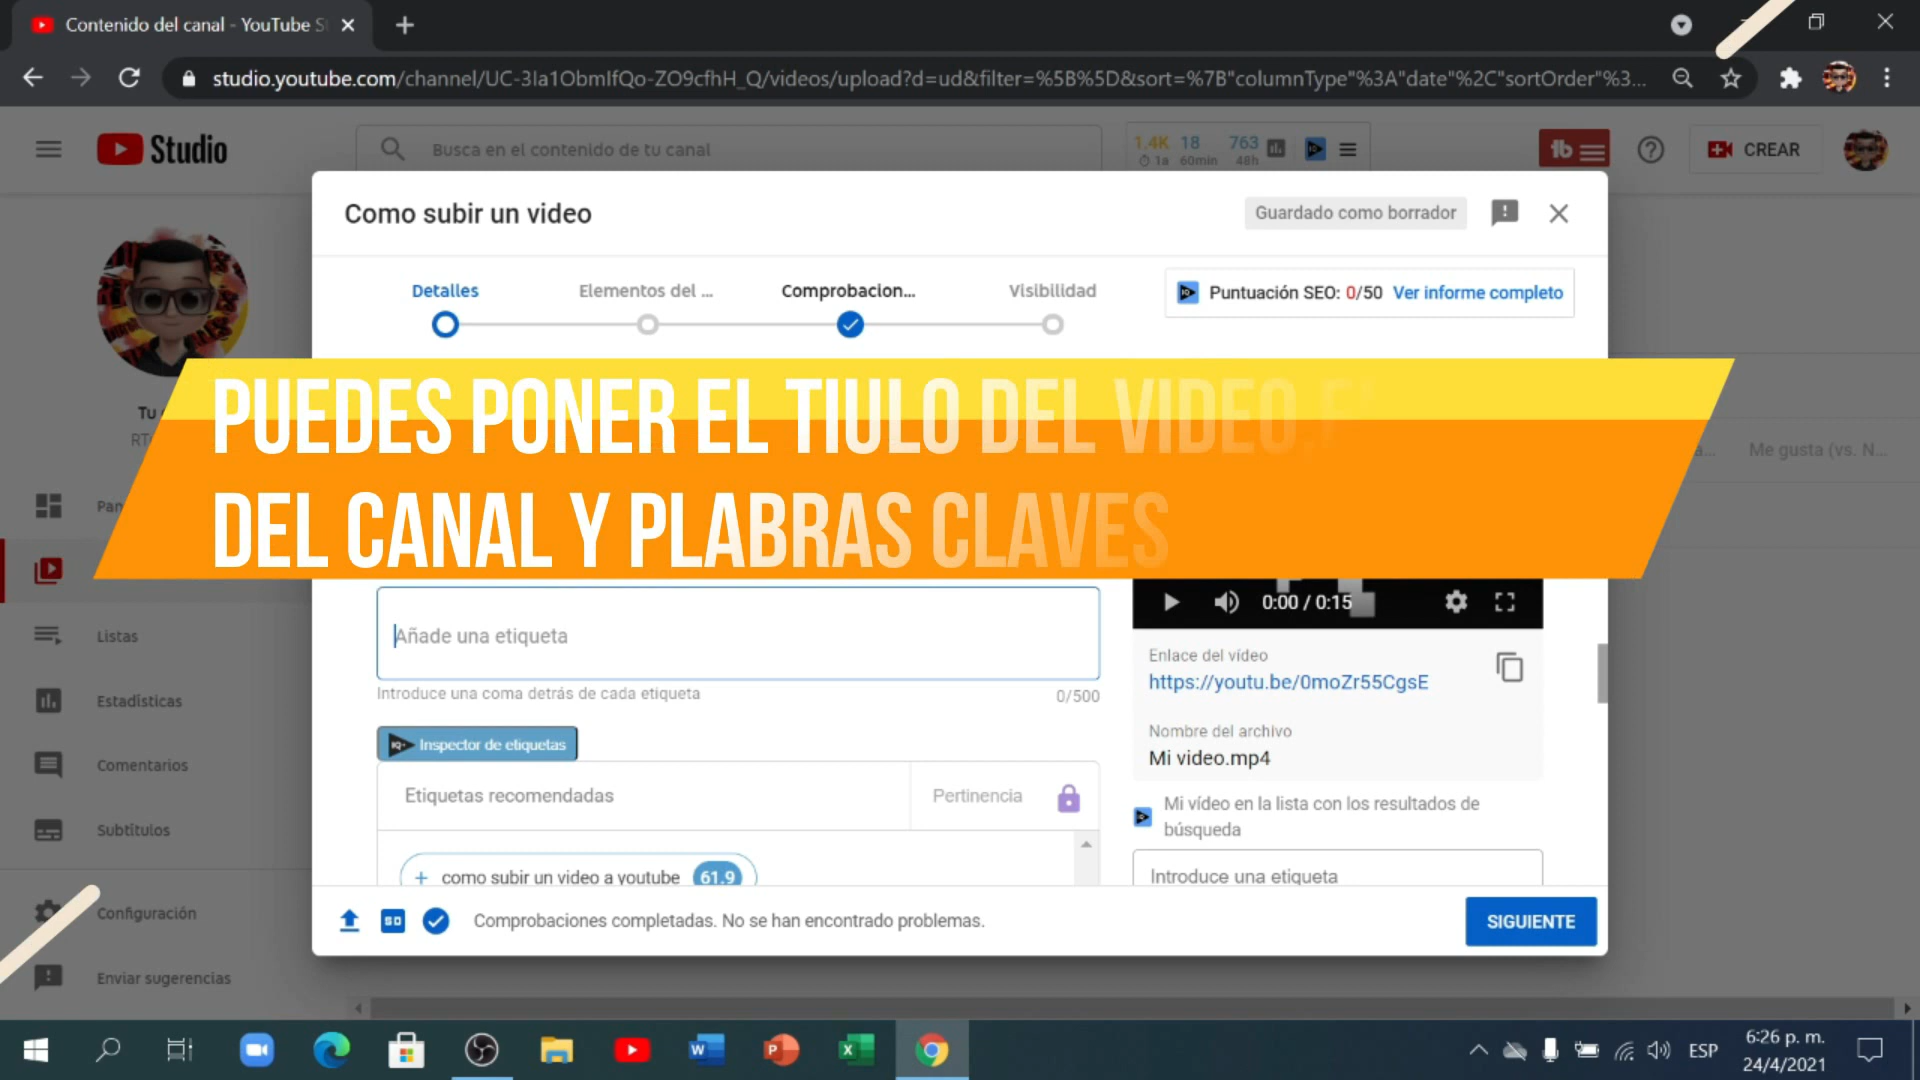 Contenido del canal - YouTube S
studio.youtube.com/channel/UC-3Ia1ObmIfQo-ZO9cfhH_Q/videos/upload?d=ud&filter=%5B%5D&sort=%7B"columnType"%3A"date"%2C"sortOrder"%3...
Studio
Busca en el contenido de tu canal
1.4K 18 763
1a 60min 48h
CREAR
Como subir un video
Guardado como borrador
Detalles
Elementos del ...
Comprobacion...
Visibilidad
Puntuación SEO: 0/50 Ver informe completo
PUEDES PONER EL TIULO DEL VIDEO,
DEL CANAL Y PLABRAS CLAVES
Tu
RT
Me gusta (vs. N...
Pan
Añade una etiqueta
Introduce una coma detrás de cada etiqueta
0/500
Inspector de etiquetas
Etiquetas recomendadas
Pertinencia
+ como subir un video a youtube 61.9
0:00 / 0:15
Enlace del vídeo
https://youtu.be/0moZr55CgsE
Nombre del archivo
Mi video.mp4
Mi vídeo en la lista con los resultados de
búsqueda
Introduce una etiqueta
Listas
Estadísticas
Comentarios
Subtítulos
Configuración
Enviar sugerencias
Comprobaciones completadas. No se han encontrado problemas.
SIGUIENTE
ESP
6:26 p. m.
24/4/2021